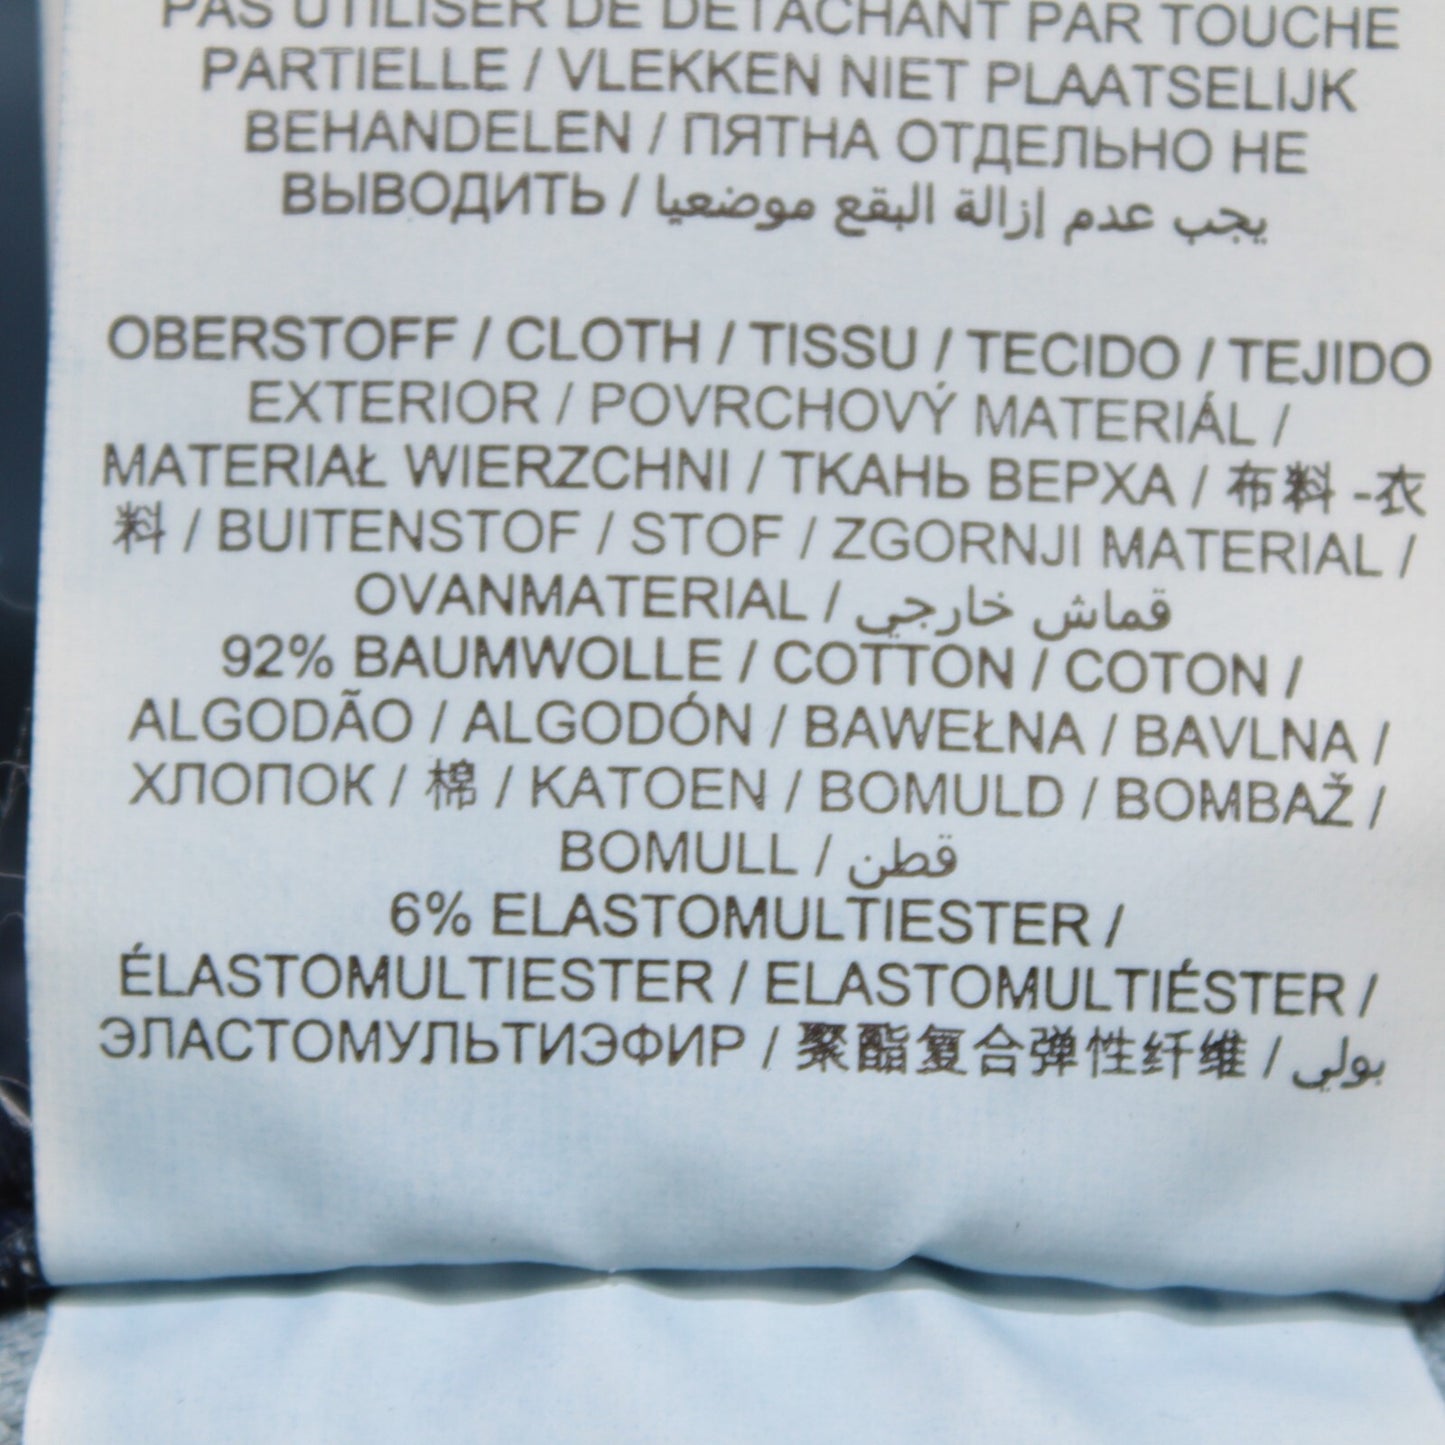 PAS UTILISER DE DÉTACHANT PAR TOUCHE
PARTIELLE / VLEKKEN NIET PLAATSELIJK
BEHANDELEN / ПЯТНА ОТДЕЛЬНО НЕ
ВЫВОДИТЬ / يجب عدم إزالة البقع موضعيا
OBERSTOFF / CLOTH / TISSU / TECIDO / TEJIDO
EXTERIOR / POVRCHOVÝ MATERIÁL /
MATERIAŁ WIERZCHNI / ТКАНЬ ВЕРХА / 布料 -衣
料 / BUITENSTOF / STOF / ZGORNJI MATERIAL /
OVANMATERIAL / قماش خارجي
92% BAUMWOLLE / COTTON / COTON /
ALGODÃO / ALGODÓN / BAWEŁNA / BAVLNA /
ХЛОПОК / 棉 / KATOEN / BOMULD / BOMBAŽ /
BOMULL / قطن
6% ELASTOMULTIESTER /
ÉLASTOMULTIESTER / ELASTOMULTIÉSTER /
ЭЛАСТОМУЛЬТИЭФИР / 聚酯复合弹性纤维 / بولي